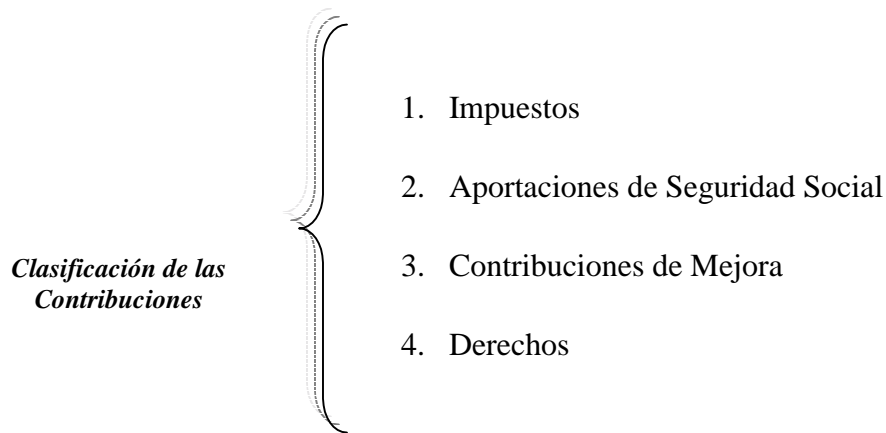 Clasificación de las
Contribuciones
1. Impuestos
2. Aportaciones de Seguridad Social
3. Contribuciones de Mejora
4. Derechos